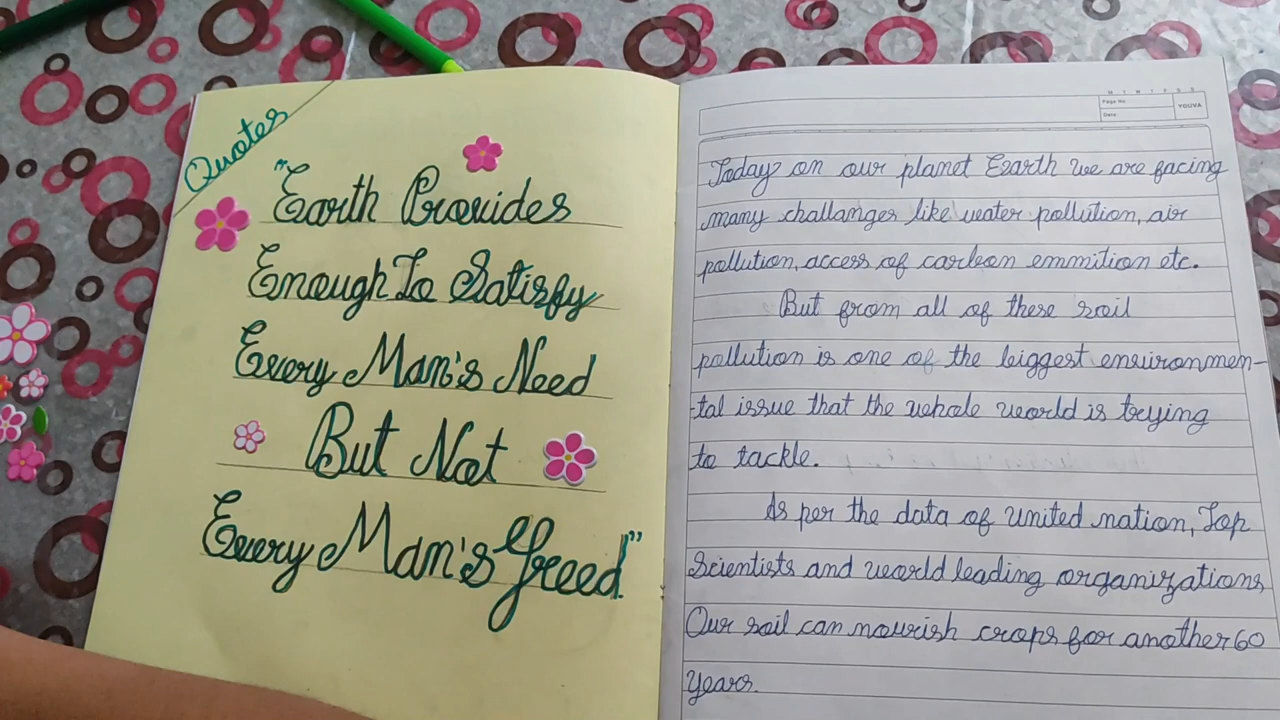 Quotes
"Earth Provides
Enough To Satisfy
Every Man's Need
But Not
Every Man's Greed"
M T W T F S S
Page No.
Date:
YOUVA
Today on our planet Earth we are facing
many challanges like water pollution, air
pollution, access of carbon emmition etc.
But from all of these soil
pollution is one of the biggest environmen-
-tal issue that the whole world is trying
to tackle.
As per the data of united nation, Top
Scientists and world leading organizations,
Our soil can nourish crops for another 60
years.